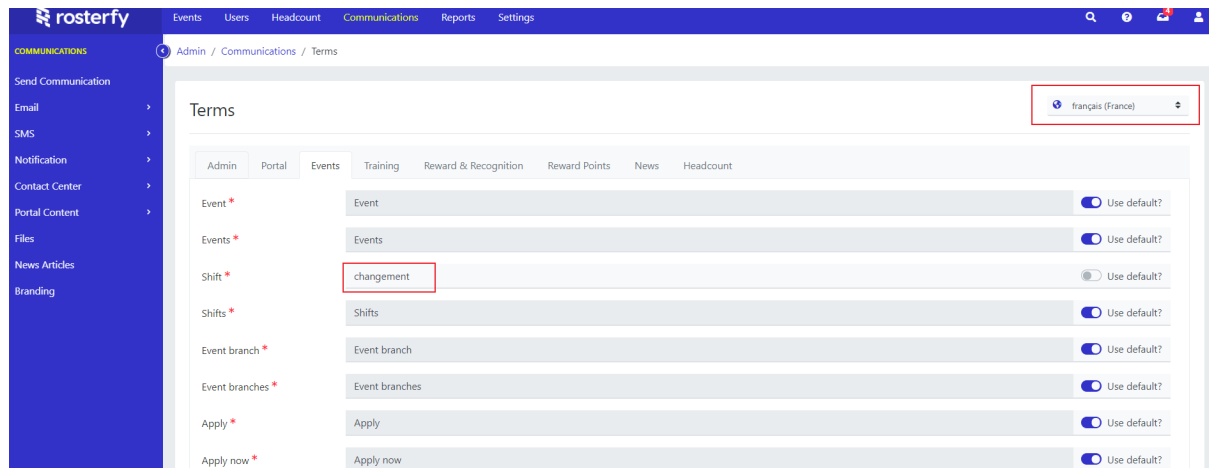 rosterfy
Events Users Headcount Communications Reports Settings
4
COMMUNICATIONS
Admin / Communications / Terms
Send Communication
Email
SMS
Notification
Contact Center
Portal Content
Files
News Articles
Branding
Terms
français (France)
Admin Portal Events Training Reward & Recognition Reward Points News Headcount
Event * Event Use default?
Events * Events Use default?
Shift * changement Use default?
Shifts * Shifts Use default?
Event branch * Event branch Use default?
Event branches * Event branches Use default?
Apply * Apply Use default?
Apply now * Apply now Use default?